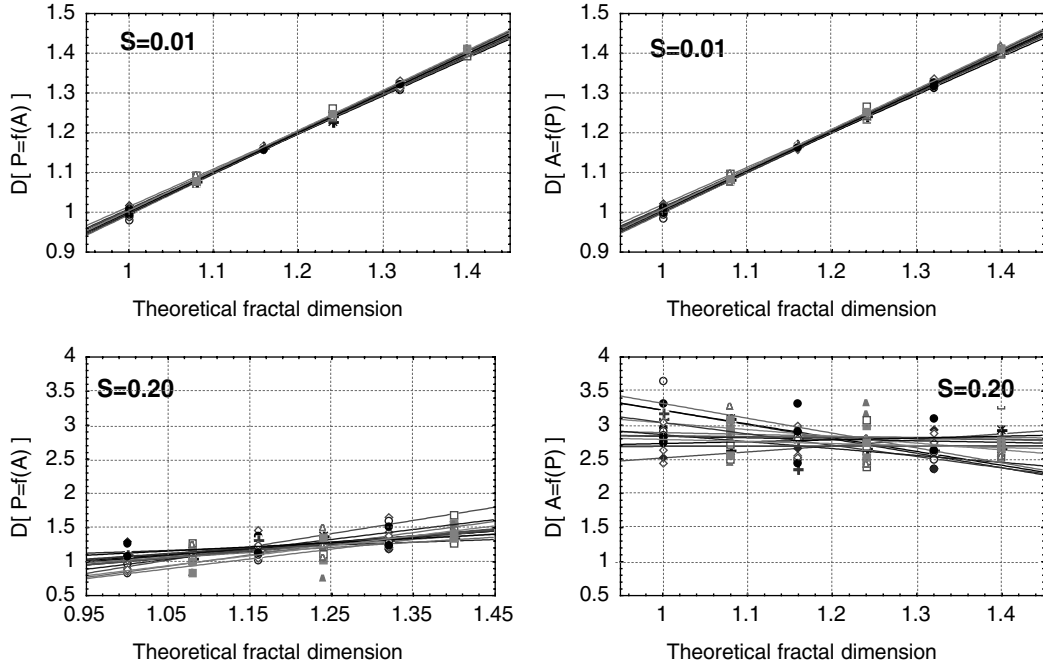 D[ P=f(A) ]
1.5
1.4
1.3
1.2
1.1
1
0.9
S=0.01
1 1.1 1.2 1.3 1.4
Theoretical fractal dimension
D[ A=f(P) ]
1.5
1.4
1.3
1.2
1.1
1
0.9
S=0.01
1 1.1 1.2 1.3 1.4
Theoretical fractal dimension
D[ P=f(A) ]
4
3.5
3
2.5
2
1.5
1
0.5
S=0.20
0.95 1.05 1.15 1.25 1.35 1.45
Theoretical fractal dimension
D[ A=f(P) ]
4
3.5
3
2.5
2
1.5
1
0.5
S=0.20
1 1.1 1.2 1.3 1.4
Theoretical fractal dimension